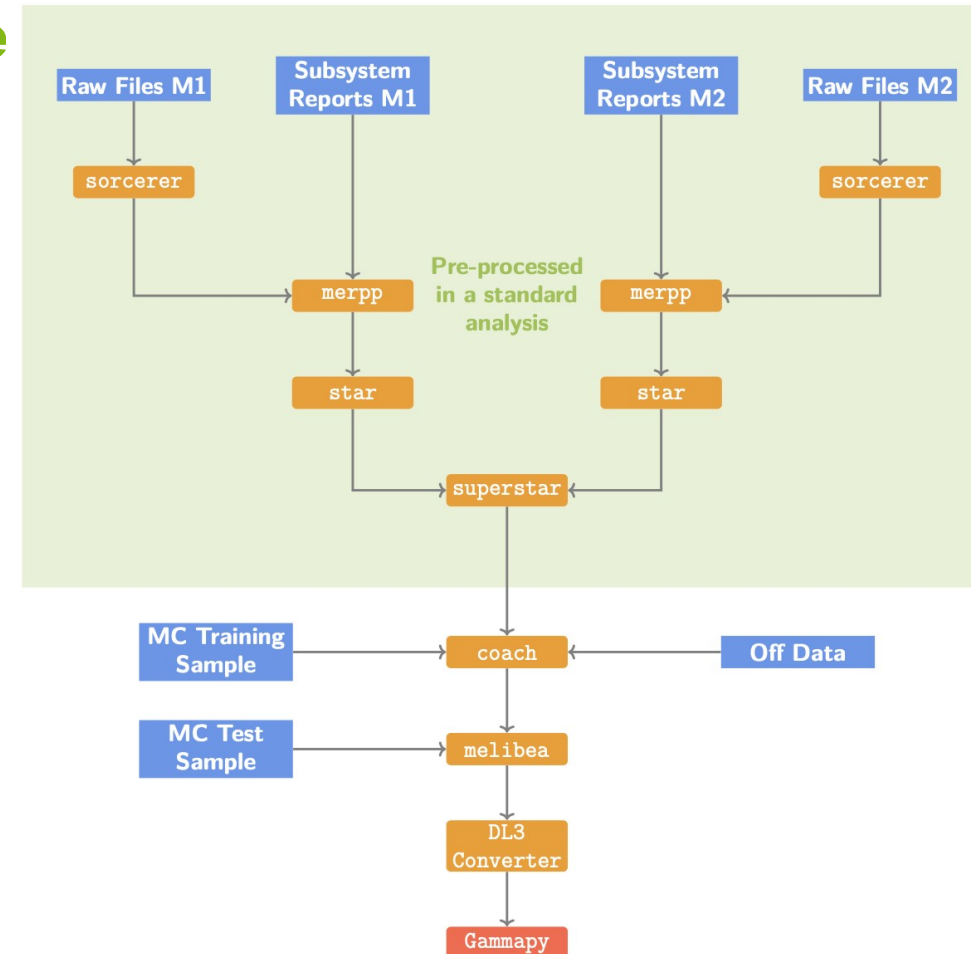 e
Raw Files M1
Subsystem
Reports M1
Subsystem
Reports M2
Raw Files M2
sorcerer
sorcerer
merpp
Pre-processed
in a standard
analysis
merpp
star
star
superstar
MC Training
Sample
coach
Off Data
MC Test
Sample
melibea
DL3
Converter
Gammapy